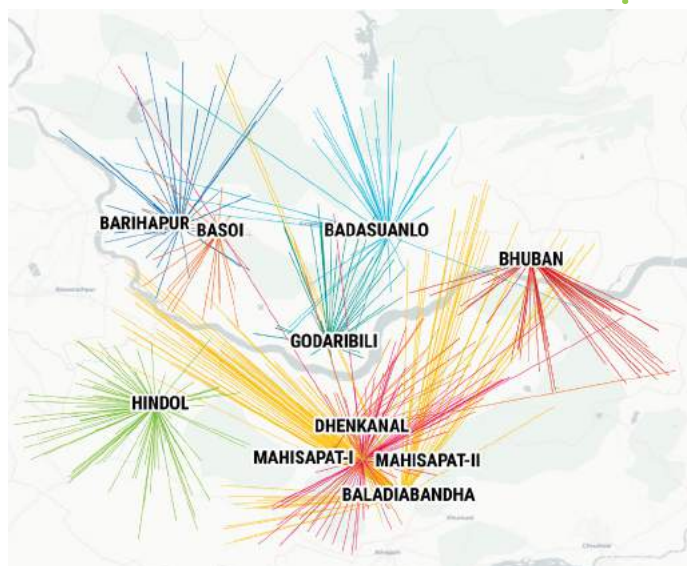 BARIHAPUR
BASOI
BADASUANLO
BHUBAN
GODARIBILI
HINDOL
DHENKANAL
MAHISAPAT-I
MAHISAPAT-II
BALADIABANDHA